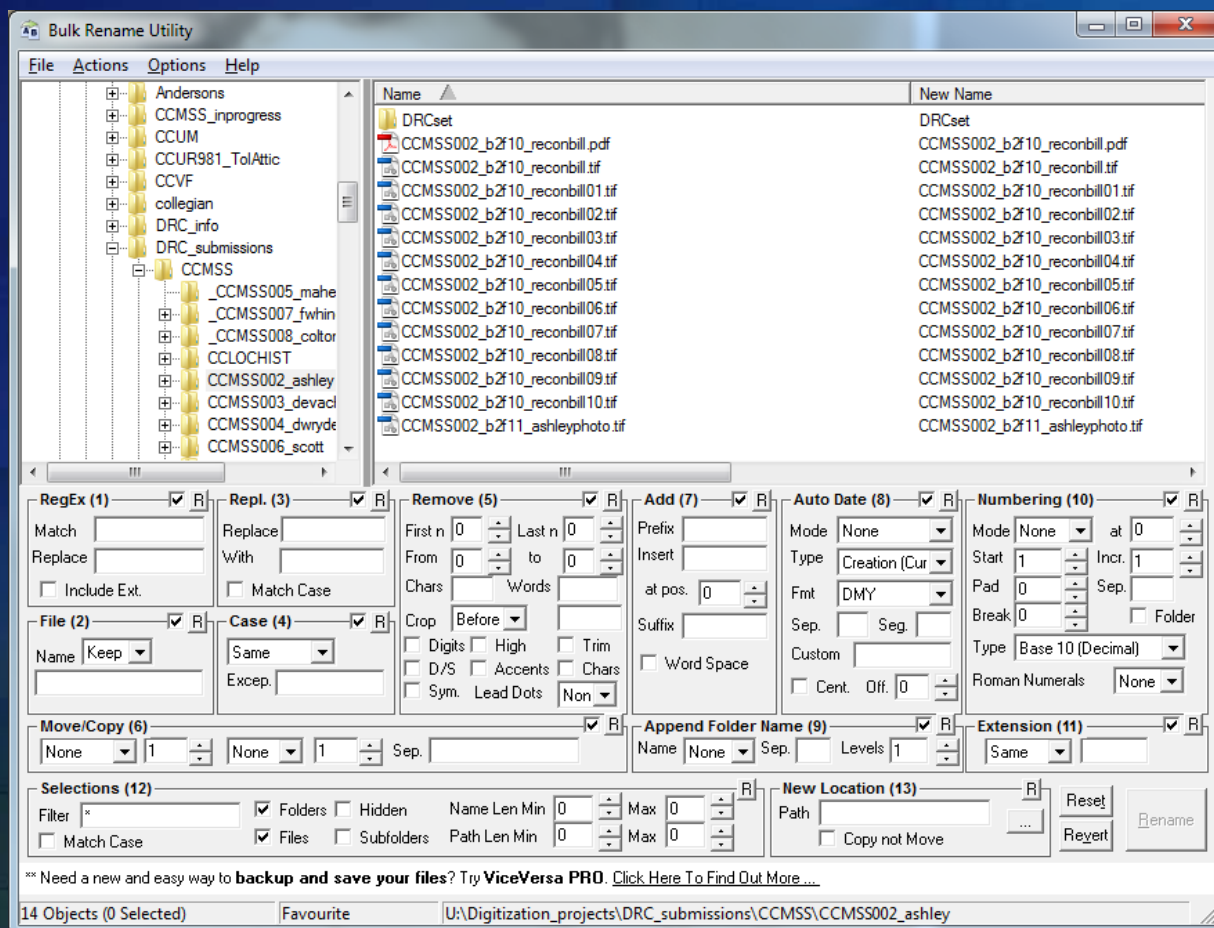 Bulk Rename Utility
File Actions Options Help
Andersons
CCMSS_inprogress
CCUM
CCUR981_TolAttic
CCVF
collegian
DRC_info
DRC_submissions
CCMSS
_CCMSS005_mahe
_CCMSS007_fwhin
_CCMSS008_coltor
CCLOCHIST
CCMSS002_ashley
CCMSS003_devacl
CCMSS004_dwryde
CCMSS006_scott
Name New Name
DRCset DRCset
CCMSS002_b2f10_reconbill.pdf CCMSS002_b2f10_reconbill.pdf
CCMSS002_b2f10_reconbill.tif CCMSS002_b2f10_reconbill.tif
CCMSS002_b2f10_reconbill01.tif CCMSS002_b2f10_reconbill01.tif
CCMSS002_b2f10_reconbill02.tif CCMSS002_b2f10_reconbill02.tif
CCMSS002_b2f10_reconbill03.tif CCMSS002_b2f10_reconbill03.tif
CCMSS002_b2f10_reconbill04.tif CCMSS002_b2f10_reconbill04.tif
CCMSS002_b2f10_reconbill05.tif CCMSS002_b2f10_reconbill05.tif
CCMSS002_b2f10_reconbill06.tif CCMSS002_b2f10_reconbill06.tif
CCMSS002_b2f10_reconbill07.tif CCMSS002_b2f10_reconbill07.tif
CCMSS002_b2f10_reconbill08.tif CCMSS002_b2f10_reconbill08.tif
CCMSS002_b2f10_reconbill09.tif CCMSS002_b2f10_reconbill09.tif
CCMSS002_b2f10_reconbill10.tif CCMSS002_b2f10_reconbill10.tif
CCMSS002_b2f11_ashleyphoto.tif CCMSS002_b2f11_ashleyphoto.tif
RegEx (1) R
Match
Replace
Include Ext.
Repl. (3) R
Replace
With
Match Case
File (2) R
Name Keep
Case (4) R
Same
Excep.
Remove (5) R
First n 0 Last n 0
From 0 to 0
Chars Words
Crop Before
Digits High Trim
D/S Accents Chars
Sym. Lead Dots Non
Add (7) R
Prefix
Insert
at pos. 0
Suffix
Word Space
Auto Date (8) R
Mode None
Type Creation (Cur
Fmt DMY
Sep. Seg.
Custom
Cent. Off. 0
Numbering (10) R
Mode None at 0
Start 1 Incr. 1
Pad 0 Sep.
Break 0 Folder
Type Base 10 (Decimal)
Roman Numerals None
Move/Copy (6) R
None 1 None 1 Sep.
Append Folder Name (9) R
Name None Sep. Levels 1
Extension (11) R
Same
Selections (12) R
Filter * Folders Hidden Name Len Min 0 Max 0
Match Case Files Subfolders Path Len Min 0 Max 0
New Location (13) R
Path ...
Copy not Move
Reset
Revert
Rename
** Need a new and easy way to backup and save your files? Try ViceVersa PRO. Click Here To Find Out More ...
14 Objects (0 Selected) Favourite U:\Digitization_projects\DRC_submissions\CCMSS\CCMSS002_ashley